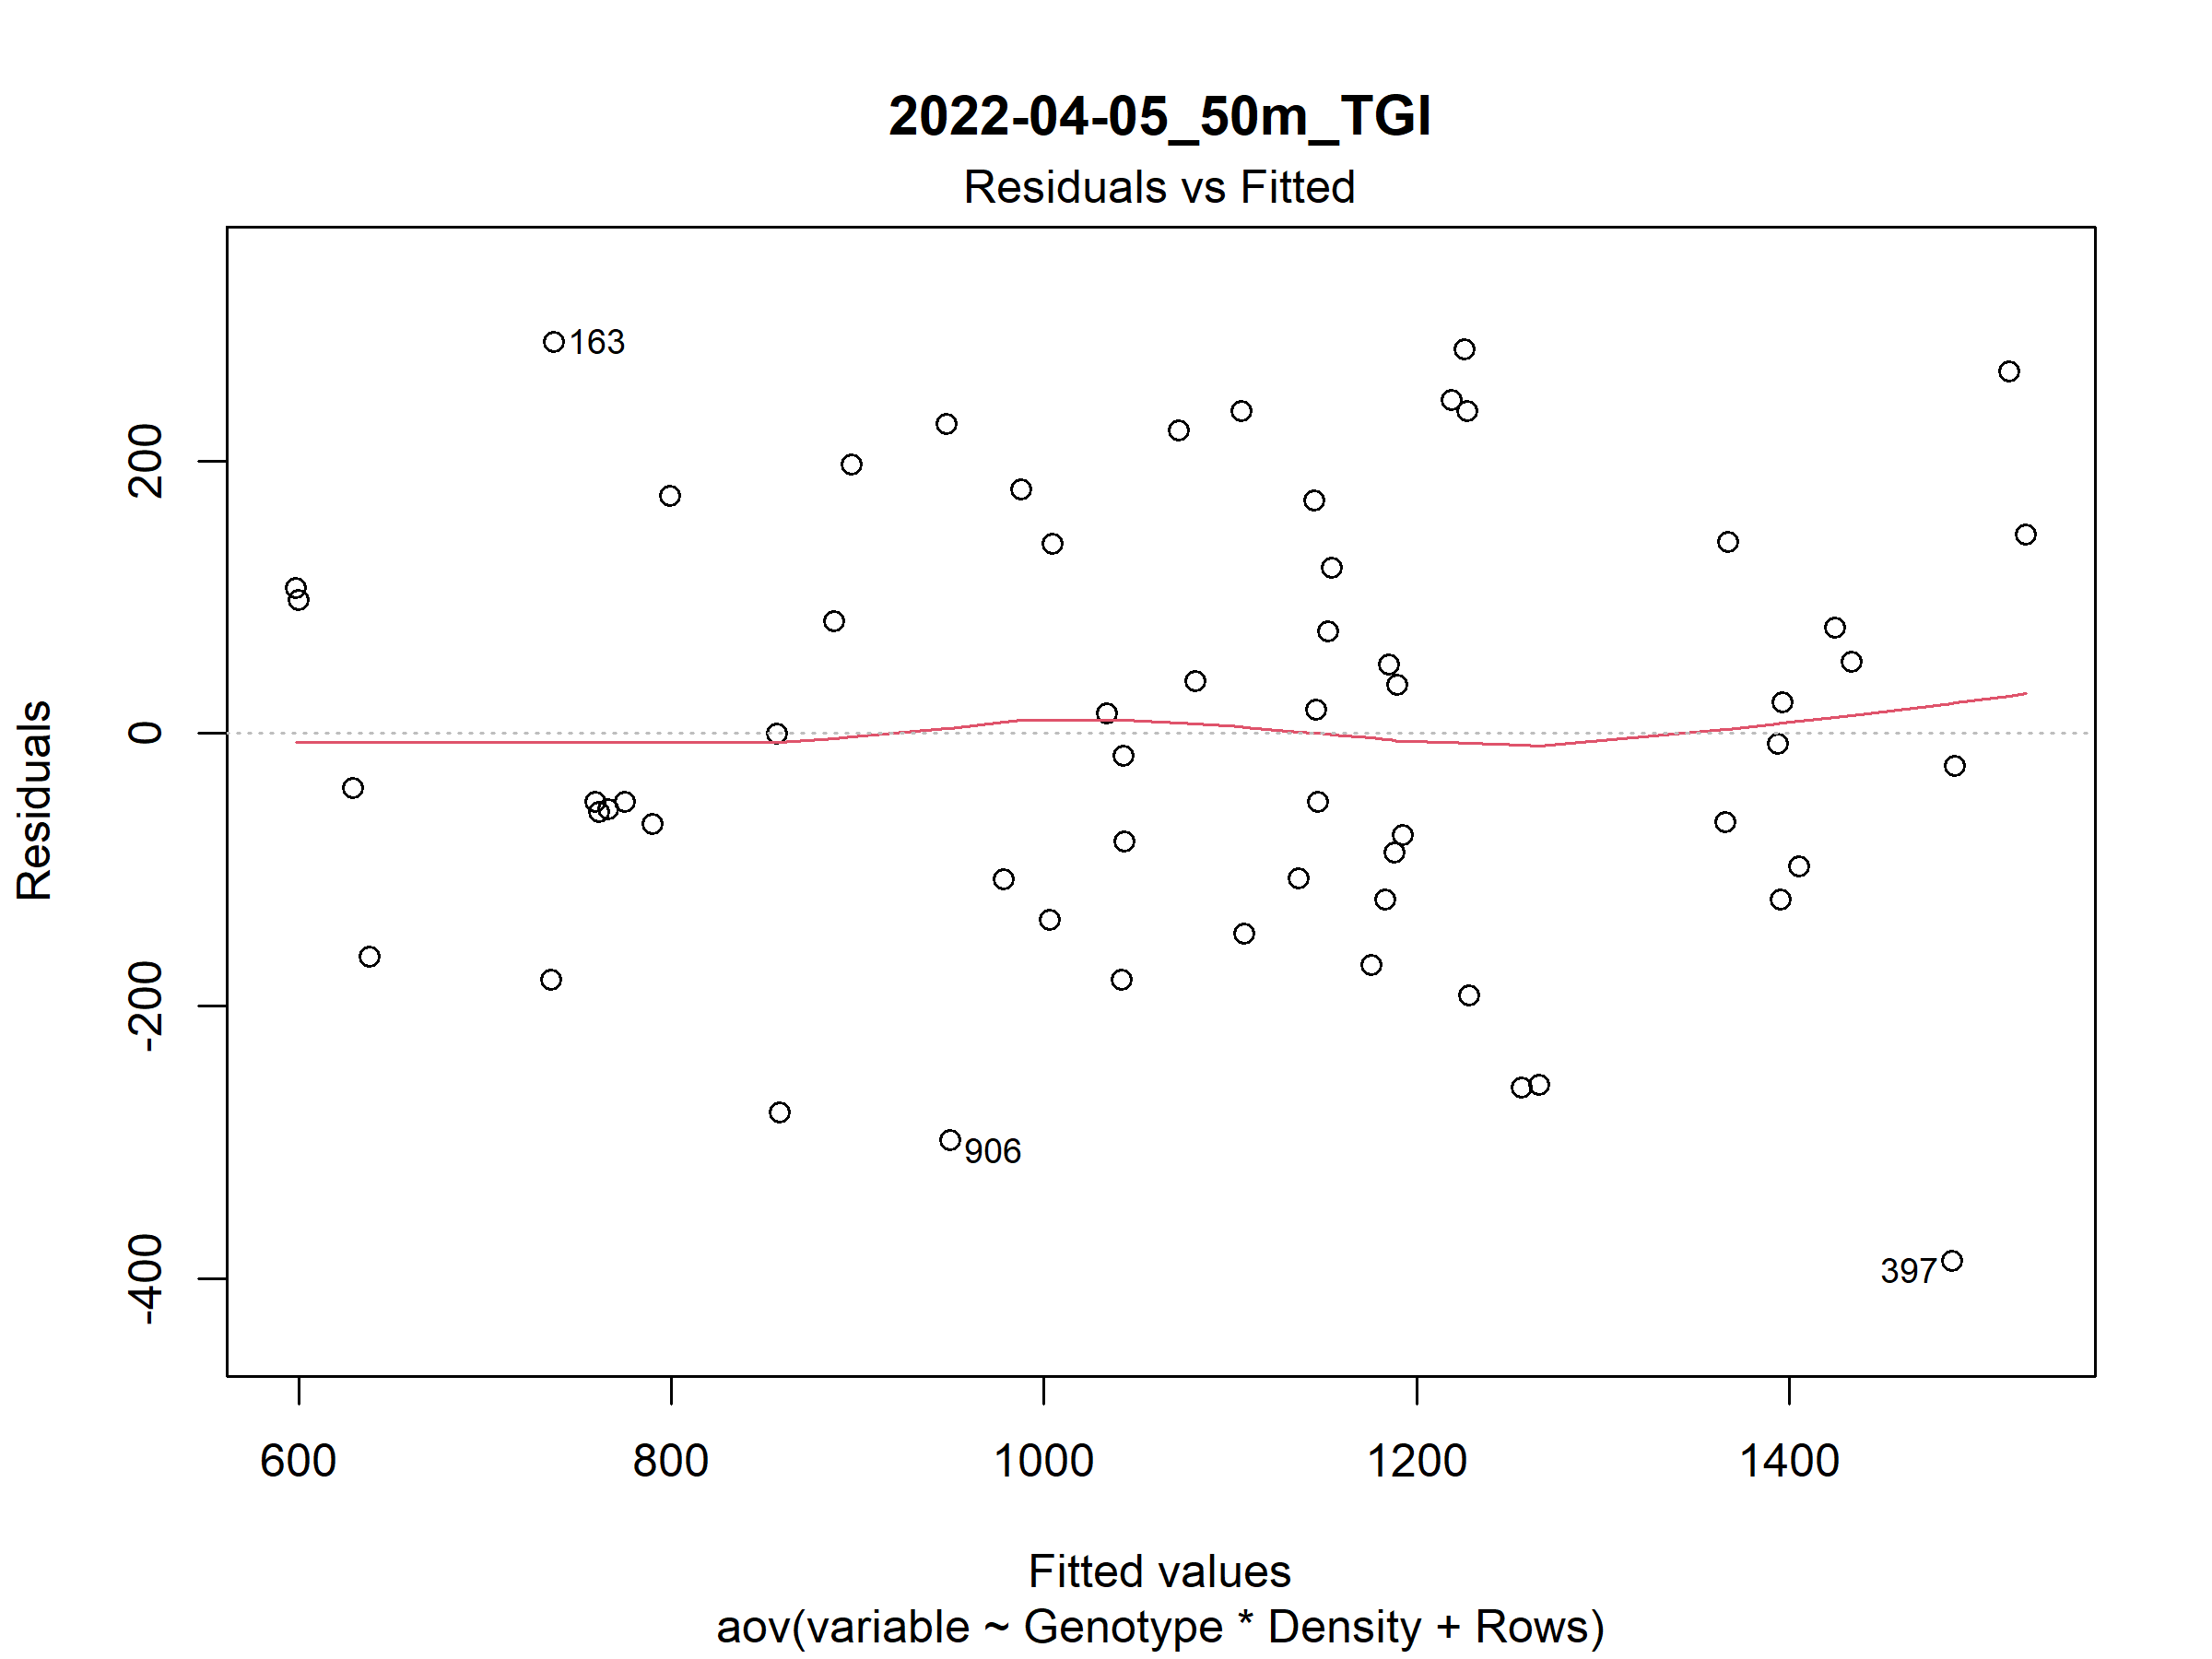 2022-04-05_50m_TGI
Residuals vs Fitted
163
906
397
Residuals
-400
-200
0
200
600
800
1000
1200
1400
Fitted values
aov(variable ~ Genotype * Density + Rows)